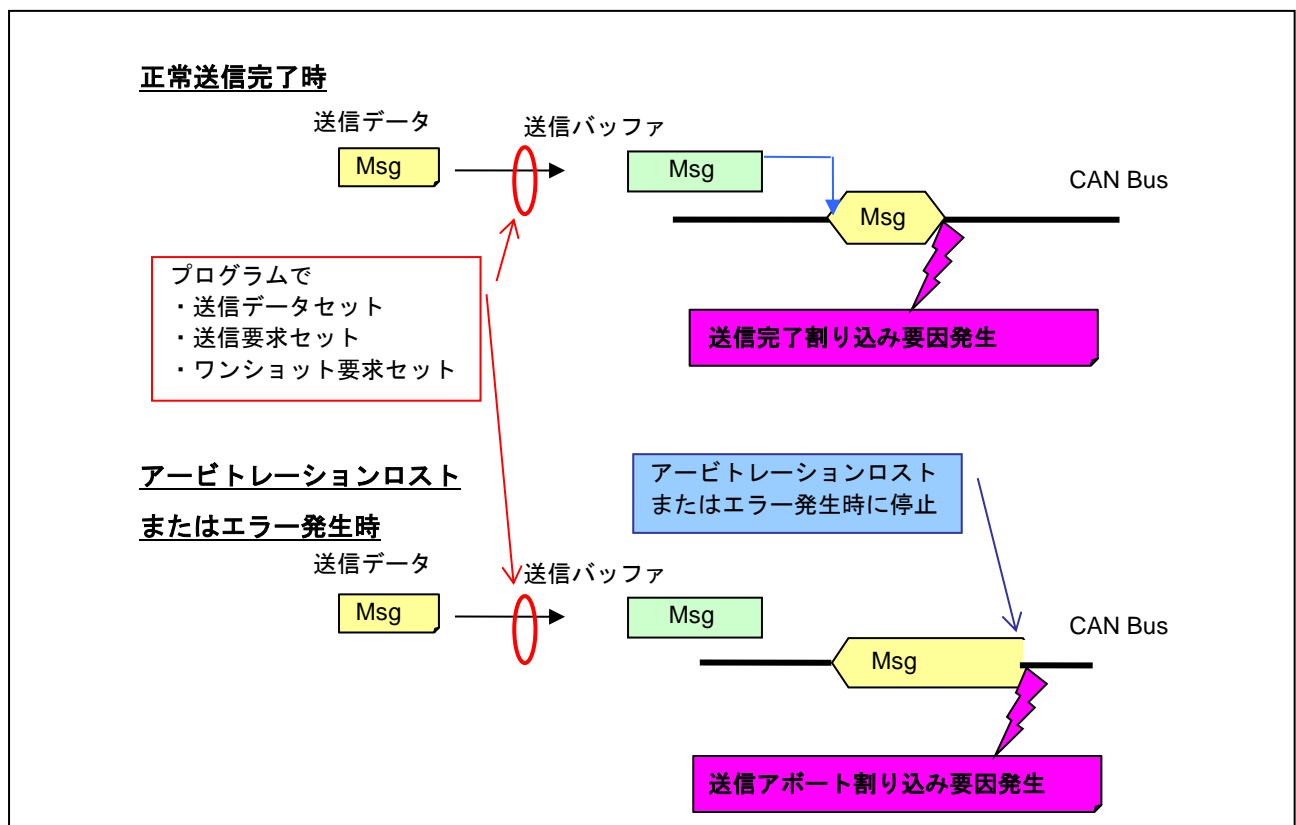 正常送信完了時
送信データ
送信バッファ
Msg
Msg
CAN Bus
Msg
プログラムで
・送信データセット
・送信要求セット
・ワンショット要求セット
送信完了割り込み要因発生
アービトレーションロスト
またはエラー発生時
アービトレーションロスト
またはエラー発生時に停止
送信データ
送信バッファ
Msg
Msg
CAN Bus
Msg
送信アボート割り込み要因発生